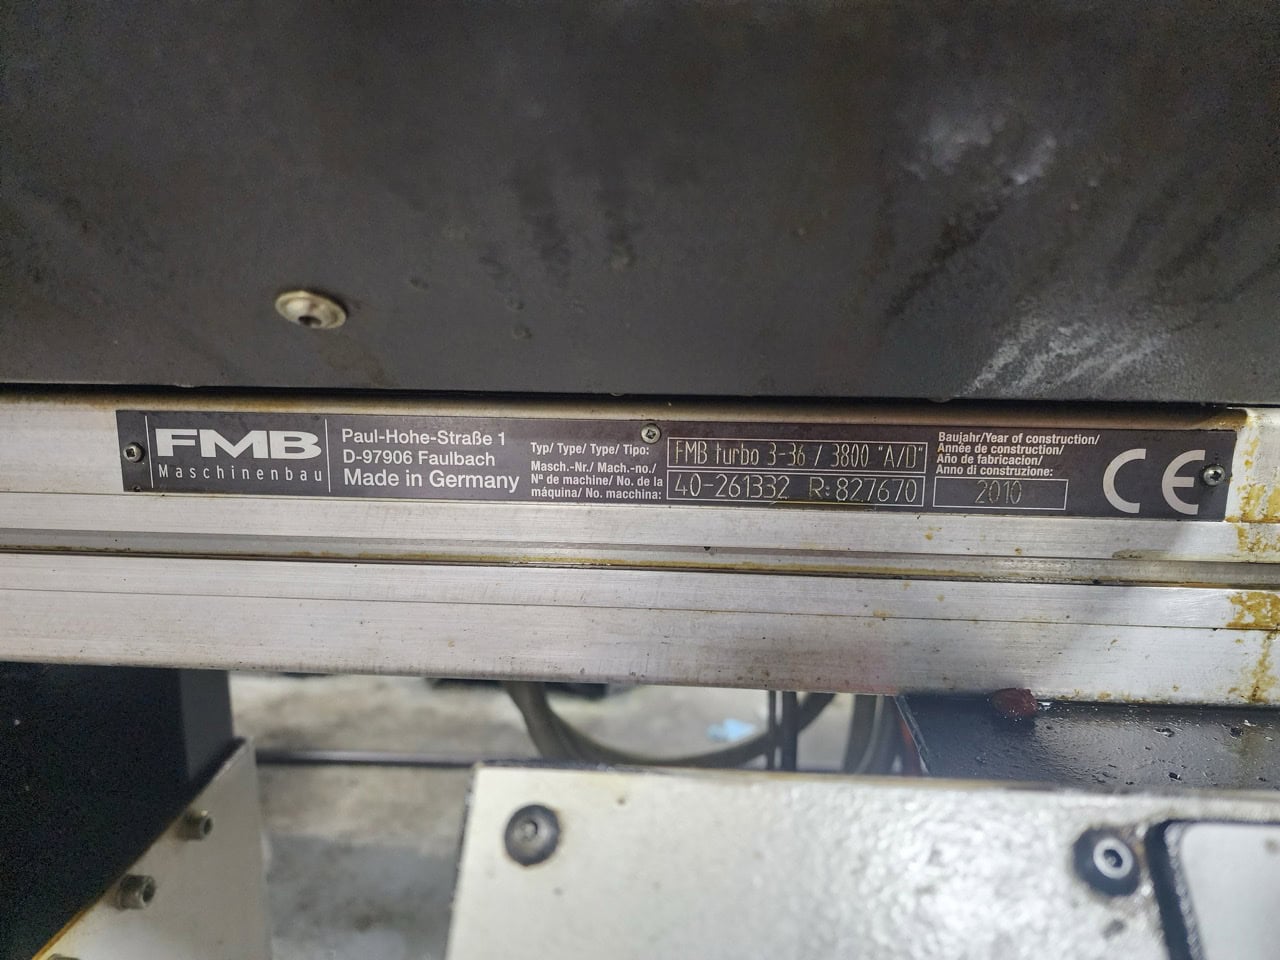 FMB
Maschinenbau
Paul-Hohe-Straße 1
D-97906 Faulbach
Made in Germany
Typ/ Type/ Type/ Tipo:
FMB turbo 3-36 / 3800 "A/D"
Masch.-Nr./ Mach.-no./
Nº de machine/ No. de la
máquina/ No. macchina:
40-261332 R:827670
Baujahr/Year of construction/
Année de construction/
Año de fabricacion/
Anno di construzione:
2010
CE